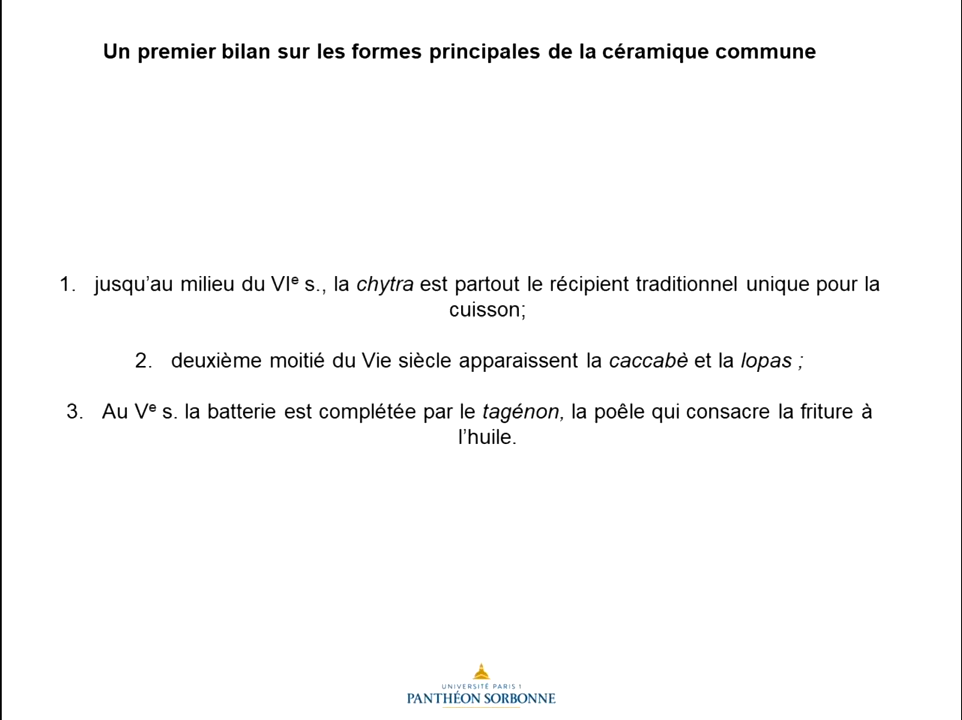 Un premier bilan sur les formes principales de la céramique commune
1. jusqu’au milieu du VIᵉ s., la chytra est partout le récipient traditionnel unique pour la
cuisson;
2. deuxième moitié du Vie siècle apparaissent la caccabè et la lopas ;
3. Au Vᵉ s. la batterie est complétée par le tagénon, la poêle qui consacre la friture à
l’huile.
UNIVERSITÉ PARIS 1
PANTHÉON SORBONNE